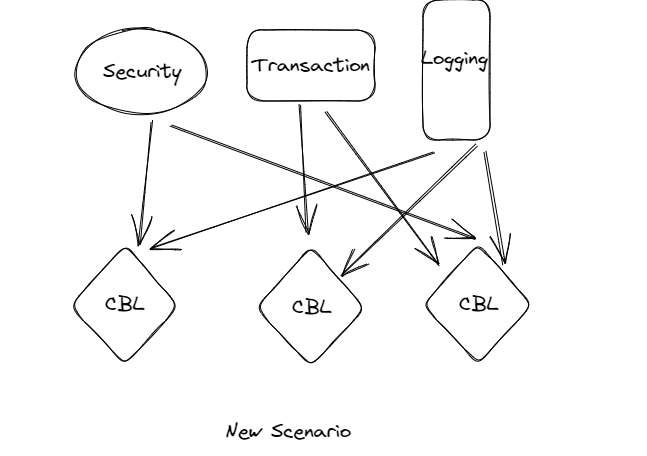 Security
Transaction
Logging
CBL
CBL
CBL
New Scenario